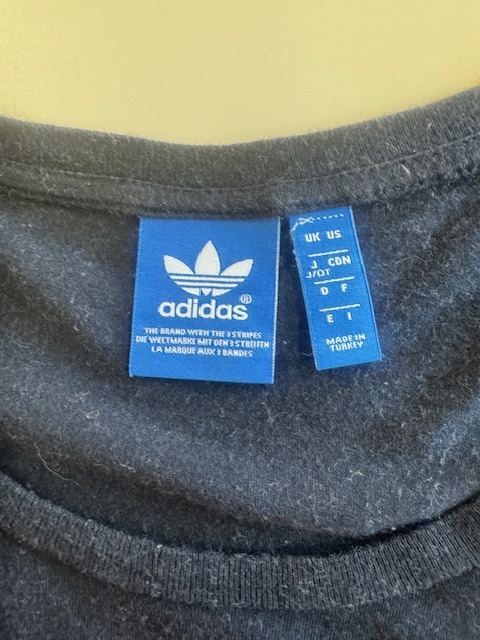 adidas®
THE BRAND WITH THE 3 STRIPES
DIE WELTMARKE MIT DEN 3 STREIFEN
LA MARQUE AUX 3 BANDES
UK US
J CDN
J/OT
D F
E I
MADE IN
TURKEY